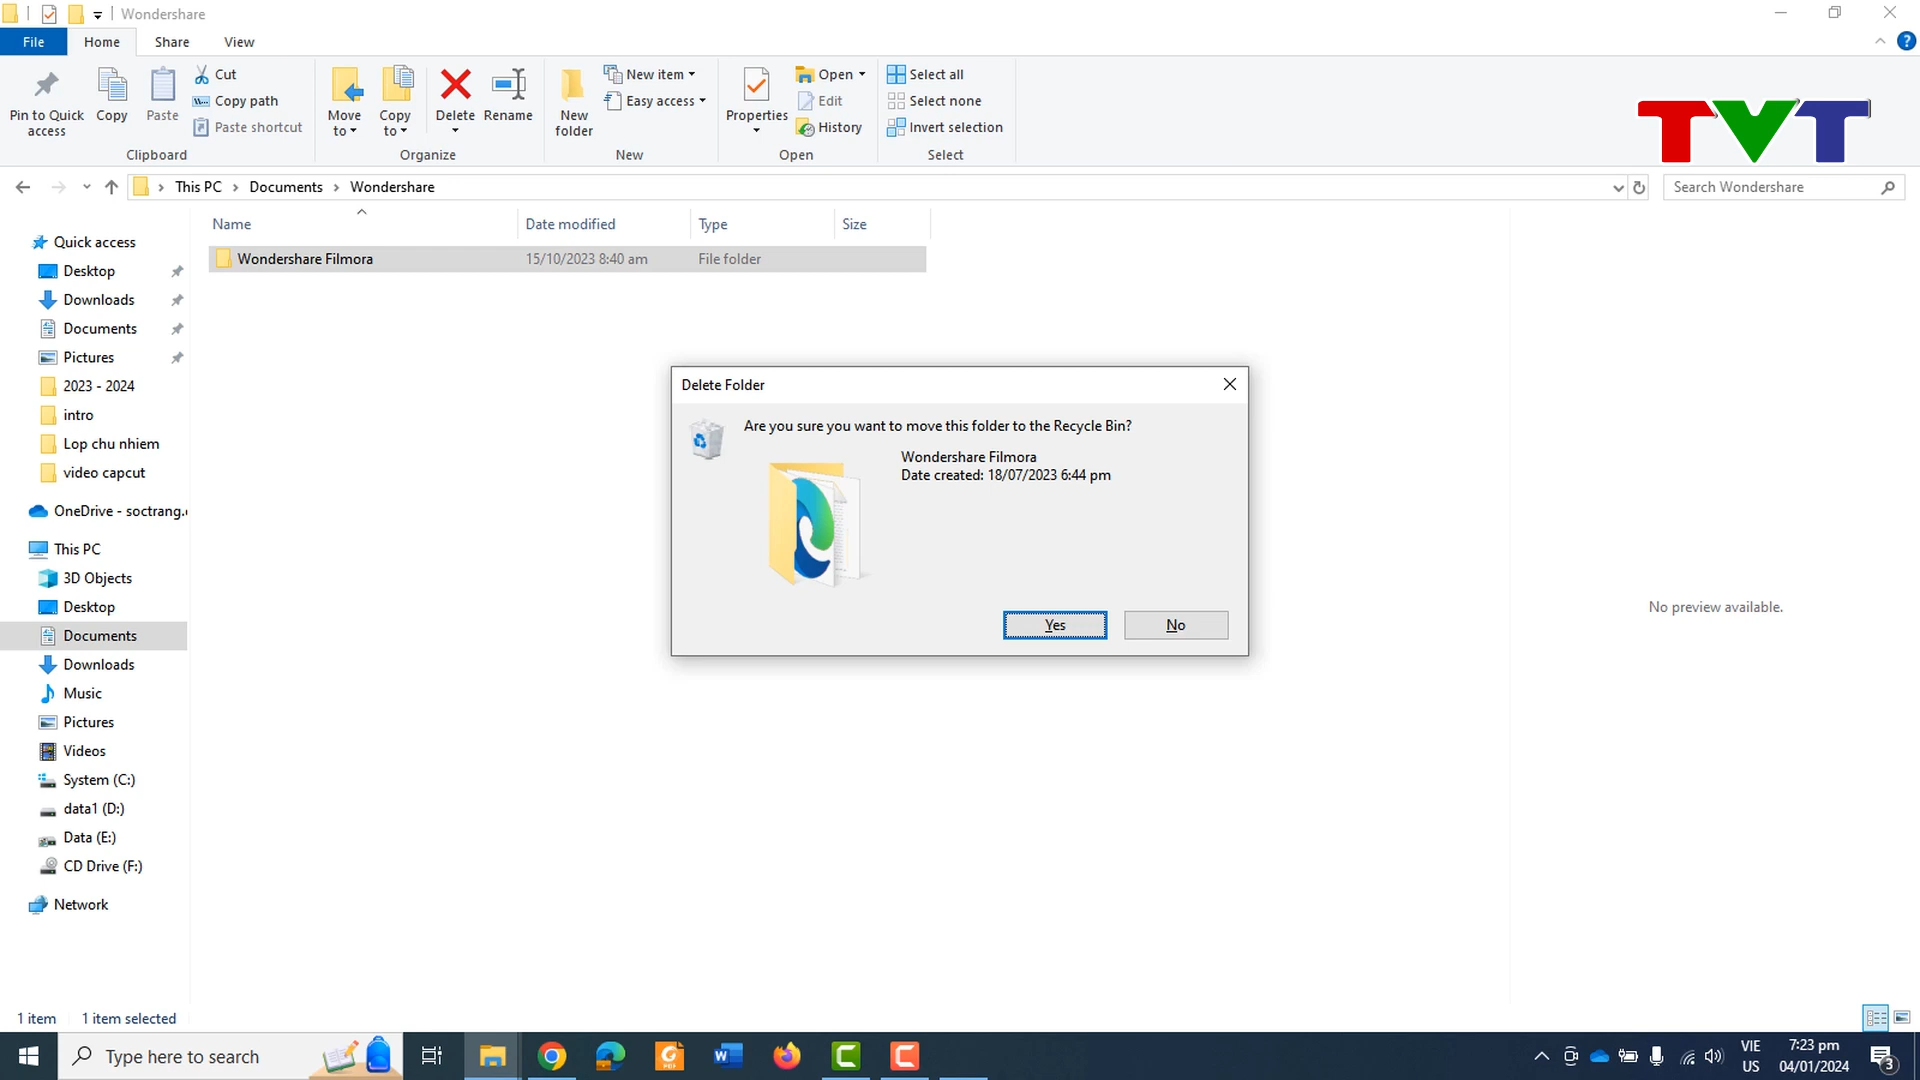 Wondershare
File
Home
Share
View
Pin to Quick access
Copy
Paste
Cut
Copy path
Paste shortcut
Clipboard
Move to
Copy to
Delete
Rename
Organize
New folder
New item
Easy access
New
Properties
Open
Edit
History
Open
Select all
Select none
Invert selection
Select
TVT
This PC
Documents
Wondershare
Search Wondershare
Name
Date modified
Type
Size
Wondershare Filmora
15/10/2023 8:40 am
File folder
Quick access
Desktop
Downloads
Documents
Pictures
2023 - 2024
intro
Lop chu nhiem
video capcut
OneDrive - soctrang.
This PC
3D Objects
Desktop
Documents
Downloads
Music
Pictures
Videos
System (C:)
data1 (D:)
Data (E:)
CD Drive (F:)
Network
Delete Folder
Are you sure you want to move this folder to the Recycle Bin?
Wondershare Filmora
Date created: 18/07/2023 6:44 pm
Yes
No
No preview available.
1 item
1 item selected
Type here to search
VIE
US
7:23 pm
04/01/2024
3